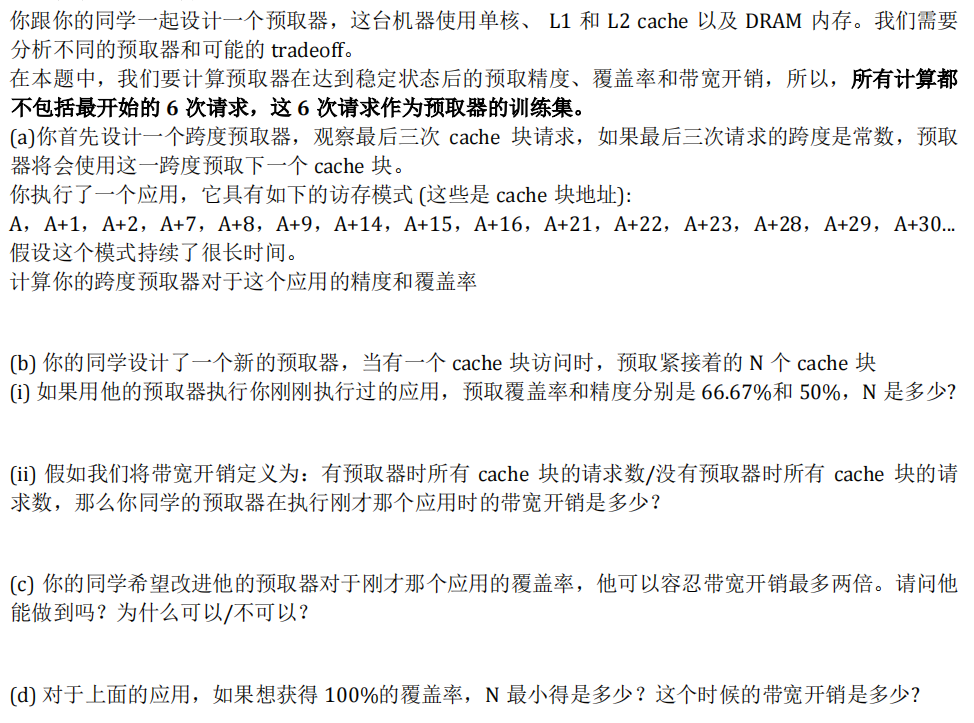 你跟你的同学一起设计一个预取器，这台机器使用单核、 L1 和 L2 cache 以及 DRAM 内存。我们需要
分析不同的预取器和可能的 tradeoff。
在本题中，我们要计算预取器在达到稳定状态后的预取精度、覆盖率和带宽开销，所以，所有计算都
不包括最开始的 6 次请求，这 6 次请求作为预取器的训练集。
(a)你首先设计一个跨度预取器，观察最后三次 cache 块请求，如果最后三次请求的跨度是常数，预取
器将会使用这一跨度预取下一个 cache 块。
你执行了一个应用，它具有如下的访存模式 (这些是 cache 块地址):
A，A+1，A+2，A+7，A+8，A+9，A+14，A+15，A+16，A+21，A+22，A+23，A+28，A+29，A+30...
假设这个模式持续了很长时间。
计算你的跨度预取器对于这个应用的精度和覆盖率
(b) 你的同学设计了一个新的预取器，当有一个 cache 块访问时，预取紧接着的 N 个 cache 块
(i) 如果用他的预取器执行你刚刚执行过的应用，预取覆盖率和精度分别是 66.67%和 50%，N 是多少?
(ii) 假如我们将带宽开销定义为：有预取器时所有 cache 块的请求数/没有预取器时所有 cache 块的请
求数，那么你同学的预取器在执行刚才那个应用时的带宽开销是多少？
(c) 你的同学希望改进他的预取器对于刚才那个应用的覆盖率，他可以容忍带宽开销最多两倍。请问他
能做到吗？为什么可以/不可以？
(d) 对于上面的应用，如果想获得 100%的覆盖率，N 最小得是多少？这个时候的带宽开销是多少?